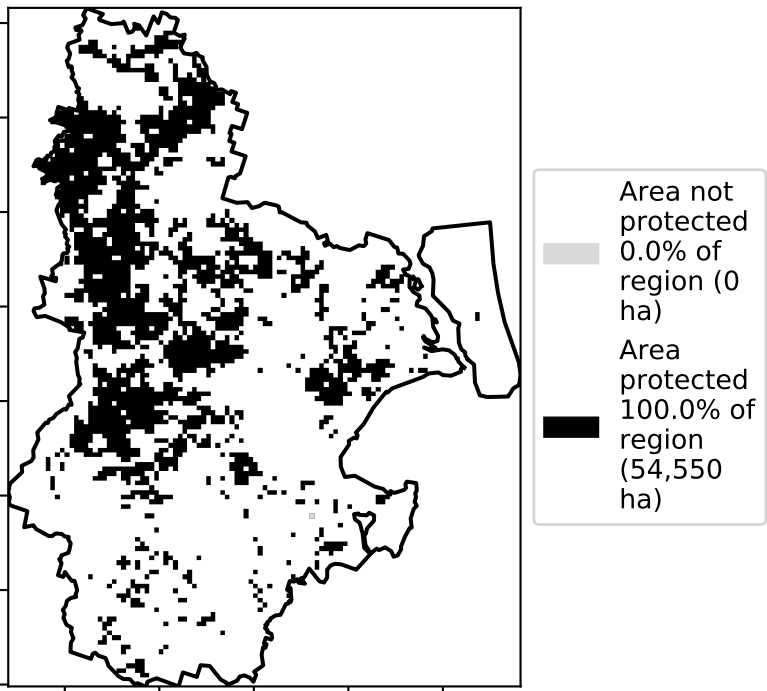 Area not
protected
0.0% of
region (0
ha)
Area
protected
100.0% of
region
(54,550
ha)